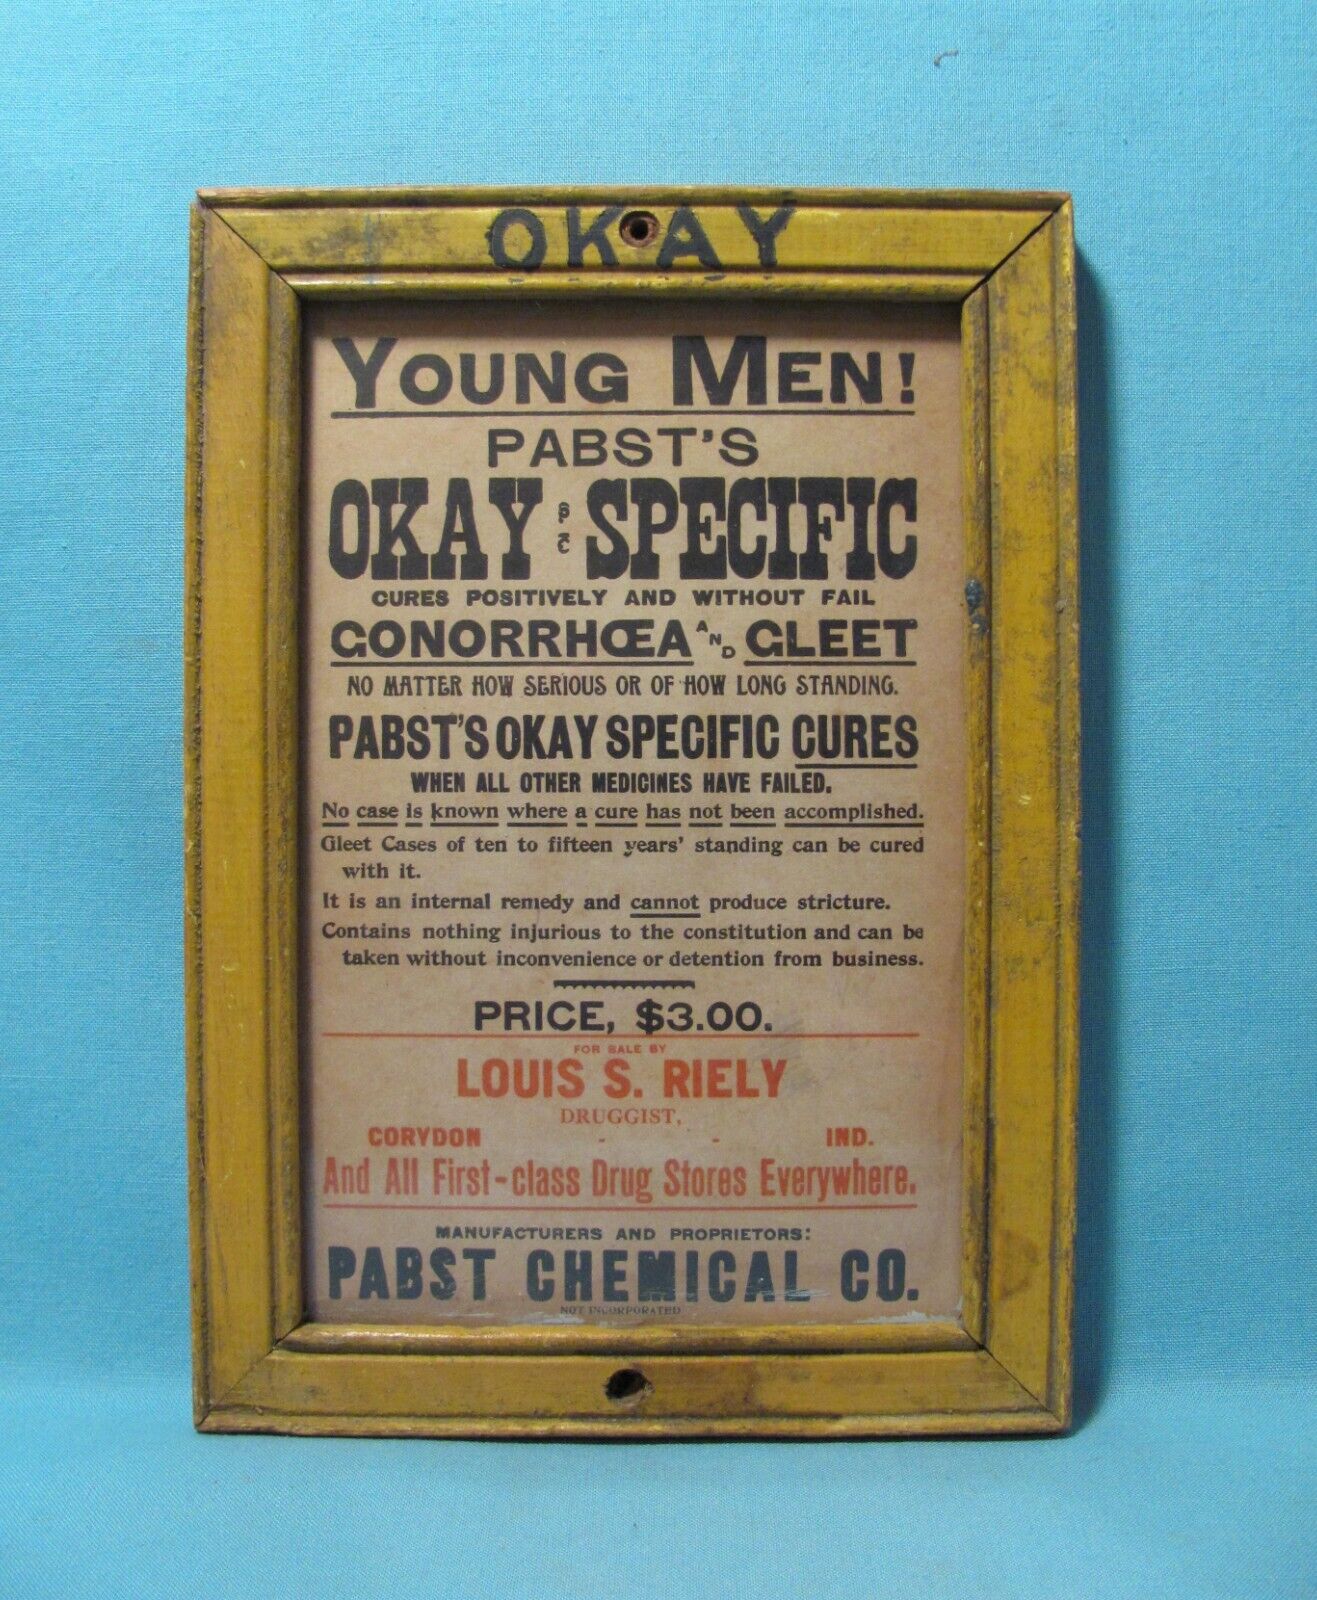 OKAY
YOUNG MEN!
PABST'S
OKAY SPECIFIC
CURES POSITIVELY AND WITHOUT FAIL
GONORRHŒA AND GLEET
NO MATTER HOW SERIOUS OR OF HOW LONG STANDING.
PABST'S OKAY SPECIFIC CURES
WHEN ALL OTHER MEDICINES HAVE FAILED.
No case is known where a cure has not been accomplished.
Gleet Cases of ten to fifteen years' standing can be cured
with it.
It is an internal remedy and cannot produce stricture.
Contains nothing injurious to the constitution and can be
taken without inconvenience or detention from business.
PRICE, $3.00.
FOR SALE BY
LOUIS S. RIELY
DRUGGIST,
CORYDON - - IND.
And All First-class Drug Stores Everywhere.
MANUFACTURERS AND PROPRIETORS:
PABST CHEMICAL CO.
NOT INCORPORATED